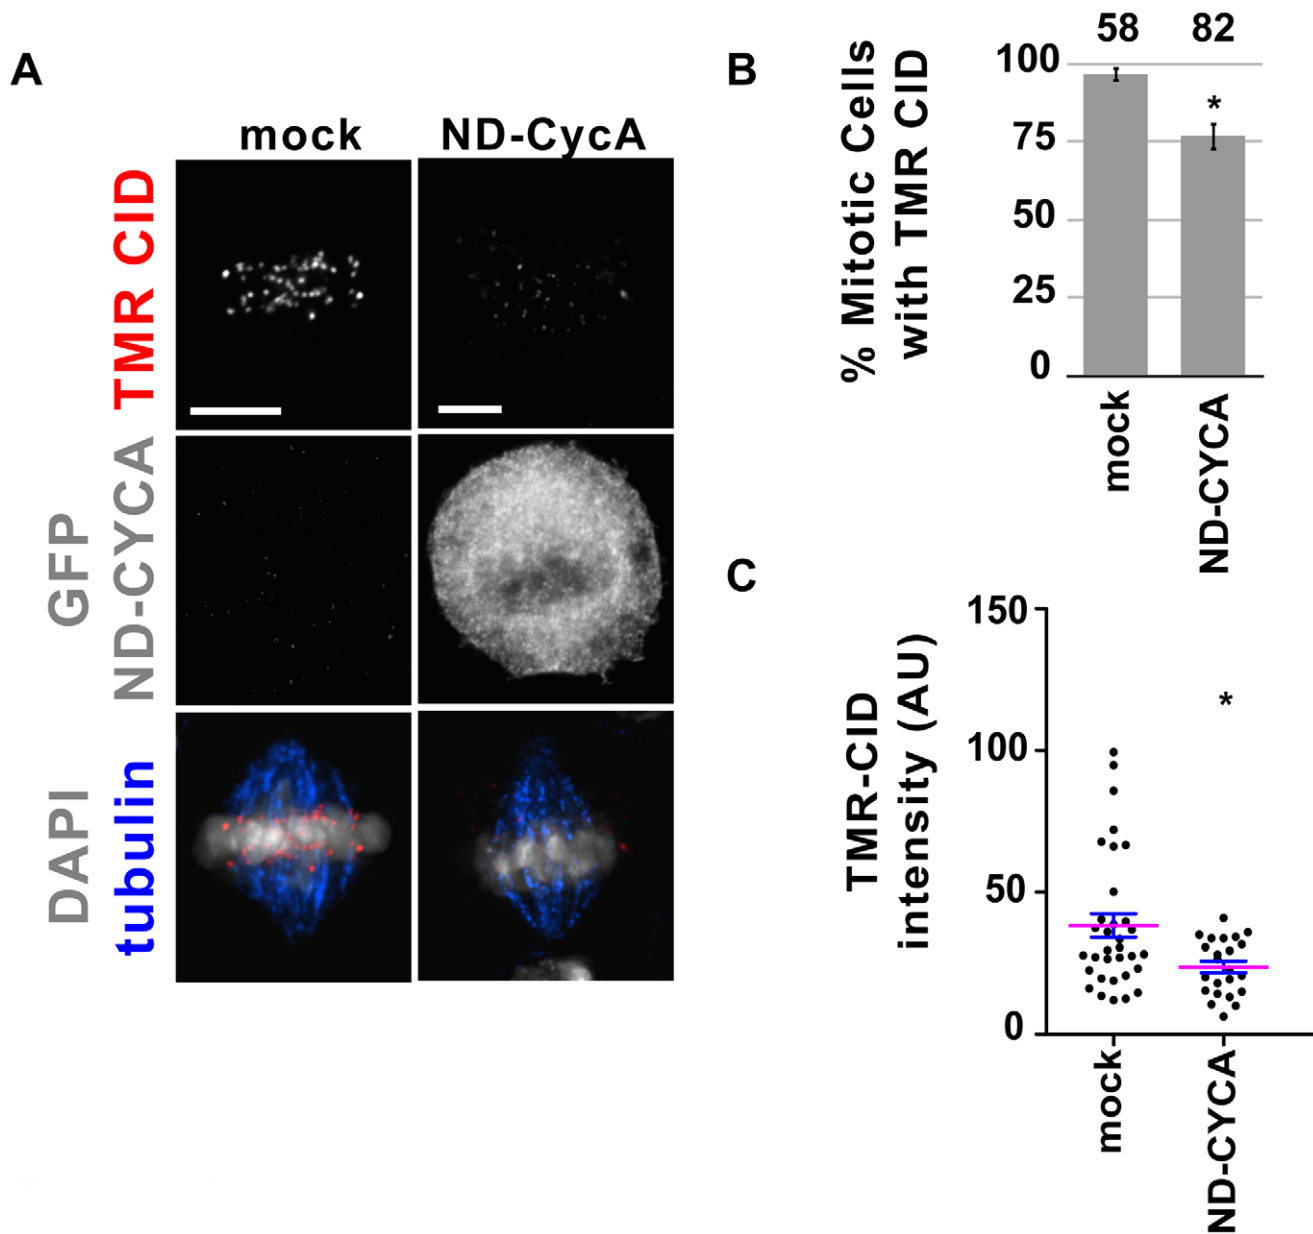 A
mock
ND-CycA
TMR CID
GFP
ND-CYCA
DAPI
tubulin
B
58
82
% Mitotic Cells
with TMR CID
100
75
50
25
0
*
mock
ND-CYCA
C
TMR-CID
intensity (AU)
150
100
50
0
*
mock
ND-CYCA